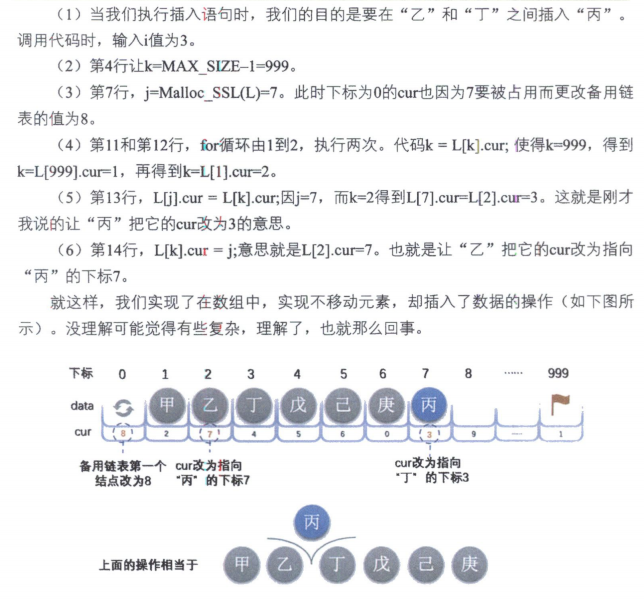 （1）当我们执行插入语句时，我们的目的是要在“乙”和“丁”之间插入“丙”。
调用代码时，输入i值为3。
（2）第4行让k=MAX_SIZE–1=999。
（3）第7行，j=Malloc_SSL(L)=7。此时下标为0的cur也因为7要被占用而更改备用链
表的值为8。
（4）第11和第12行，for循环由1到2，执行两次。代码k = L[k].cur; 使得k=999，得到
k=L[999].cur=1，再得到k=L[1].cur=2。
（5）第13行，L[j].cur = L[k].cur;因j=7，而k=2得到L[7].cur=L[2].cur=3。这就是刚才
我说的让“丙”把它的cur改为3的意思。
（6）第14行，L[k].cur = j;意思就是L[2].cur=7。也就是让“乙”把它的cur改为指向
“丙”的下标7。
就这样，我们实现了在数组中，实现不移动元素，却插入了数据的操作（如下图所
示）。没理解可能觉得有些复杂，理解了，也就那么回事。
下标 0 1 2 3 4 5 6 7 8 …… 999
data 甲 乙 丁 戊 己 庚 丙
cur 8 2 7 4 5 6 0 3 9 — 1
备用链表第一个 cur改为指向 cur改为指向
结点改为8 “丙”的下标7 “丁”的下标3
丙
上面的操作相当于 甲 乙 丁 戊 己 庚